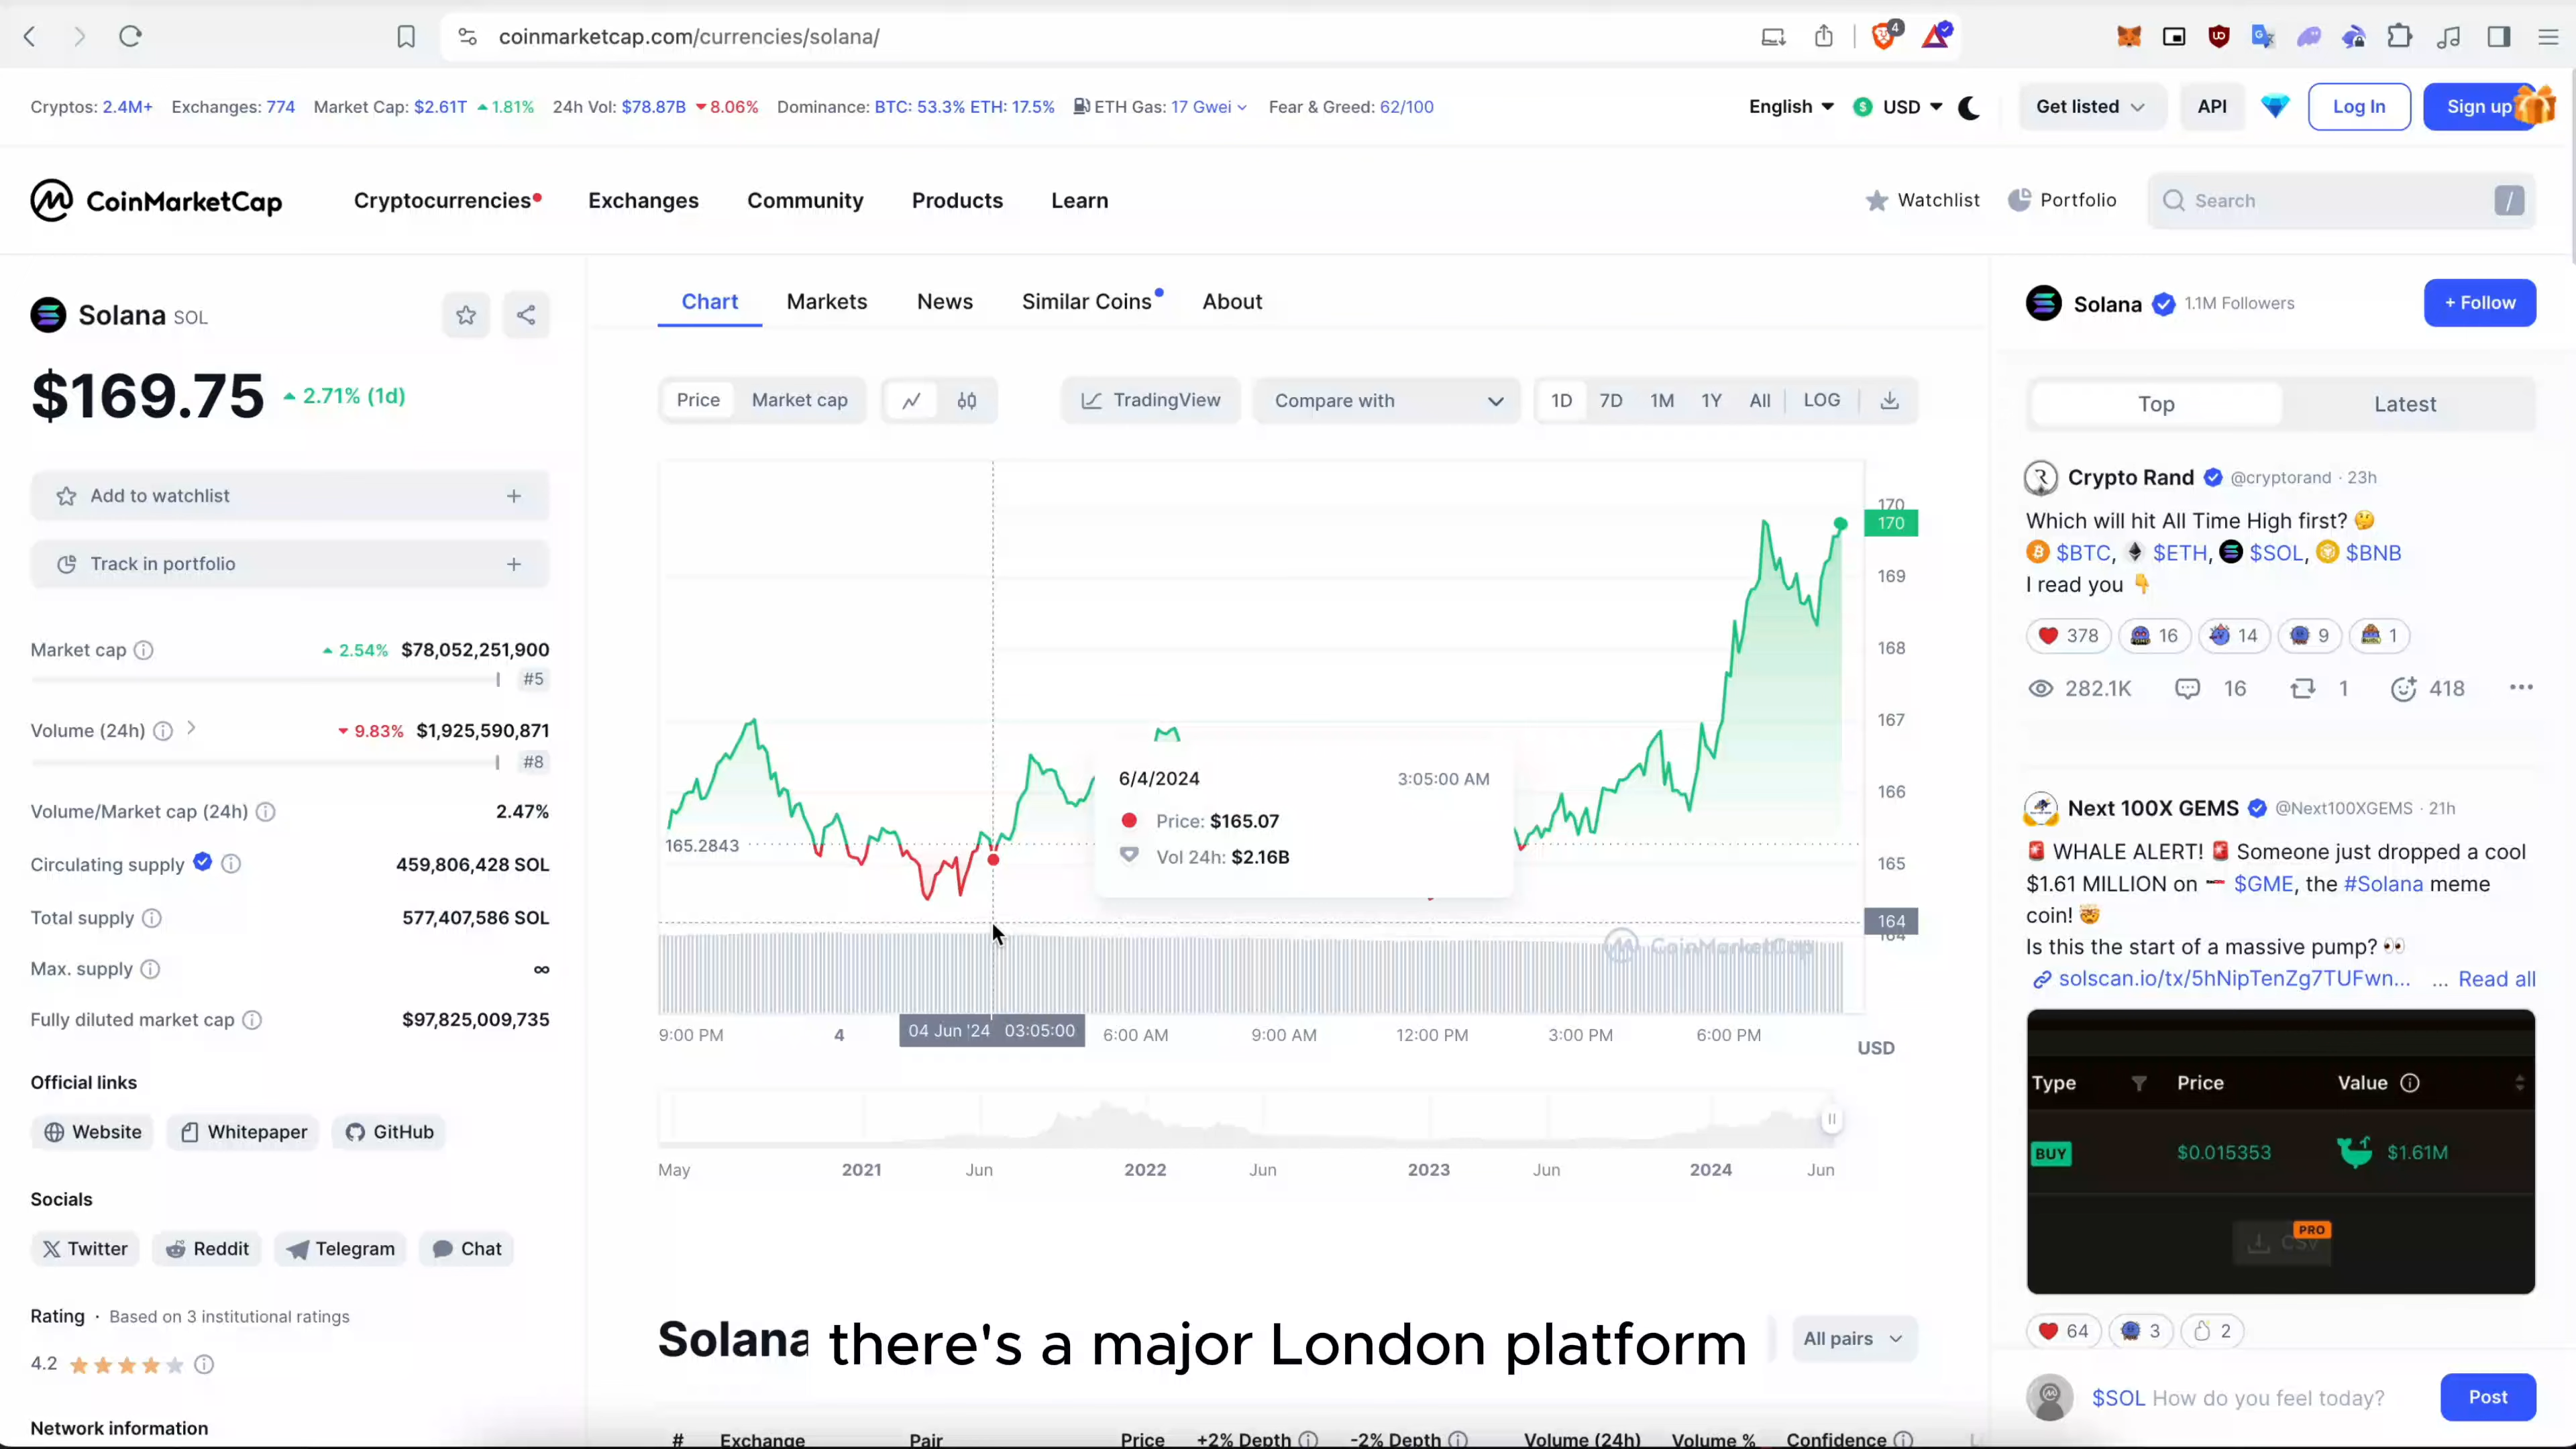 coinmarketcap.com/currencies/solana/
4
Cryptos: 2.4M+ Exchanges: 774 Market Cap: $2.61T 1.81% 24h Vol: $78.87B 8.06% Dominance: BTC: 53.3% ETH: 17.5% ETH Gas: 17 Gwei Fear & Greed: 62/100
English USD Get listed API Log In Sign up
CoinMarketCap Cryptocurrencies Exchanges Community Products Learn
Watchlist Portfolio Search /
Solana SOL
$169.75 2.71% (1d)
Add to watchlist +
Track in portfolio +
Market cap 2.54% $78,052,251,900
#5
Volume (24h) 9.83% $1,925,590,871
#8
Volume/Market cap (24h) 2.47%
Circulating supply 459,806,428 SOL
Total supply 577,407,586 SOL
Max. supply ∞
Fully diluted market cap $97,825,009,735
Official links
Website Whitepaper GitHub
Socials
Twitter Reddit Telegram Chat
Rating · Based on 3 institutional ratings
4.2
Network information
Chart Markets News Similar Coins About
Price Market cap TradingView Compare with 1D 7D 1M 1Y All LOG
170
170
169
168
167
166
165
164
164
165.2843
6/4/2024 3:05:00 AM
Price: $165.07
Vol 24h: $2.16B
CoinMarketCap
9:00 PM 4 04 Jun '24 03:05:00 6:00 AM 9:00 AM 12:00 PM 3:00 PM 6:00 PM
USD
May 2021 Jun 2022 Jun 2023 Jun 2024 Jun
Solana there's a major London platform All pairs
# Exchange Pair Price +2% Depth -2% Depth Volume (24h) Volume % Confidence
Solana 1.1M Followers + Follow
Top Latest
Crypto Rand @cryptorand · 23h
Which will hit All Time High first?
$BTC, $ETH, $SOL, $BNB
I read you
378 16 14 9 1
282.1K 16 1 418 ...
Next 100X GEMS @Next100XGEMS · 21h
WHALE ALERT! Someone just dropped a cool
$1.61 MILLION on $GME, the #Solana meme
coin!
Is this the start of a massive pump?
solscan.io/tx/5hNipTenZg7TUFwn... ... Read all
Type Price Value
BUY $0.015353 $1.61M
PRO
CSV
64 3 2
$SOL How do you feel today? Post